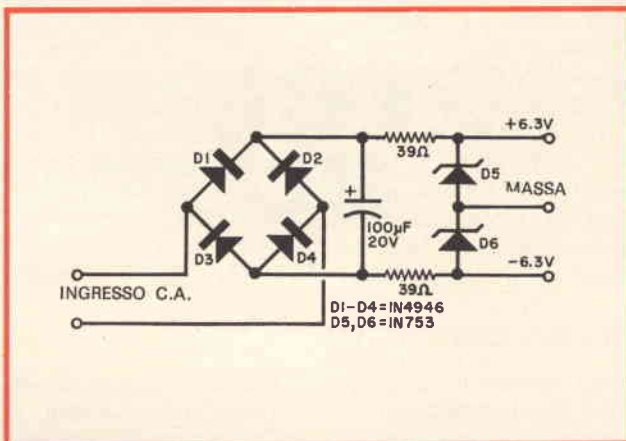 D1
D2
D3
D4
+
100µF
20V
39Ω
39Ω
+6.3V
D5
MASSA
D6
-6.3V
INGRESSO C.A.
D1-D4=IN4946
D5,D6=IN753